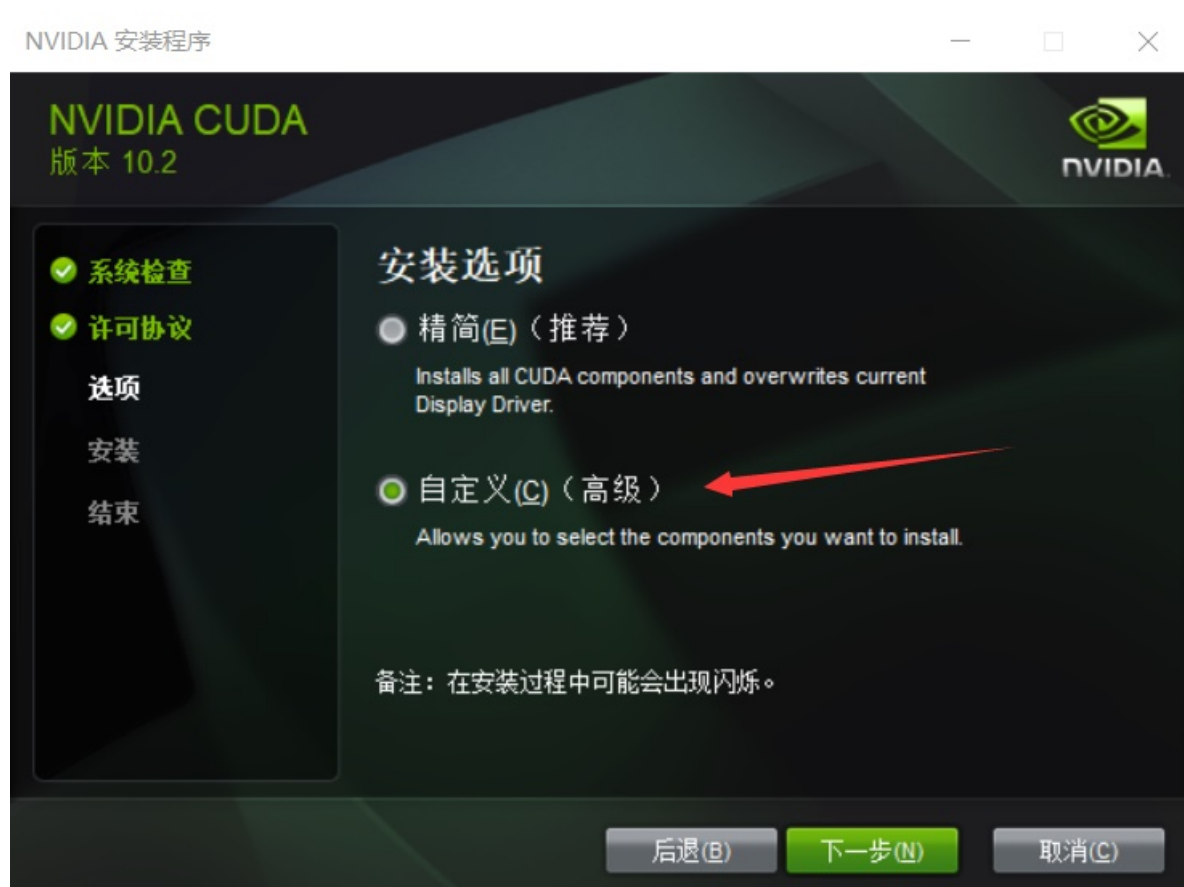 NVIDIA 安装程序
NVIDIA CUDA
版本 10.2
NVIDIA.
系统检查
许可协议
选项
安装
结束
安装选项
精简(E)（推荐）
Installs all CUDA components and overwrites current
Display Driver.
自定义(C)（高级）
Allows you to select the components you want to install.
备注：在安装过程中可能会出现闪烁。
后退(B)
下一步(N)
取消(C)